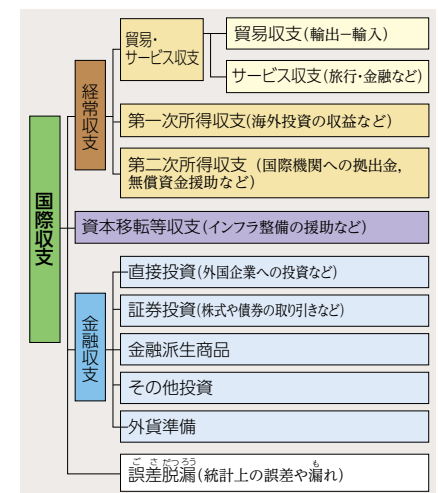 国際収支
経常収支
貿易・
サービス収支
貿易収支(輸出−輸入)
サービス収支(旅行・金融など)
第一次所得収支(海外投資の収益など)
第二次所得収支(国際機関への拠出金,
無償資金援助など)
資本移転等収支(インフラ整備の援助など)
金融収支
直接投資(外国企業への投資など)
証券投資(株式や債券の取り引きなど)
金融派生商品
その他投資
外貨準備
ごさだつろう
も
誤差脱漏(統計上の誤差や漏れ)